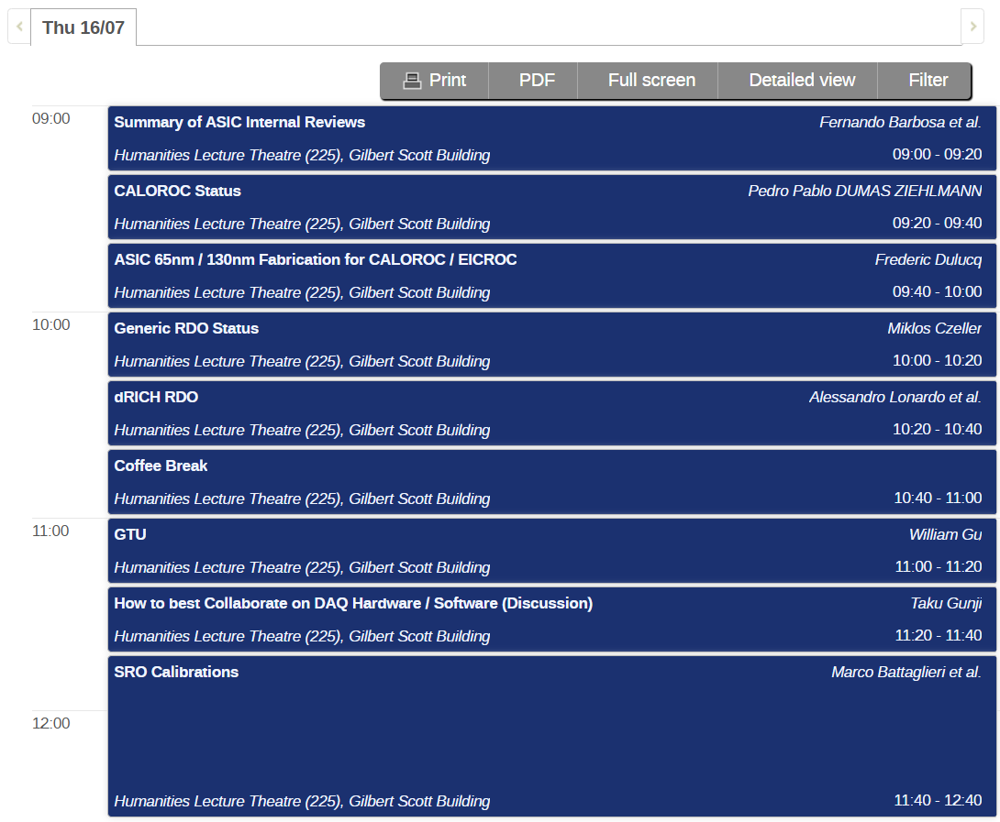 Thu 16/07
Print PDF Full screen Detailed view Filter
09:00
Summary of ASIC Internal Reviews Fernando Barbosa et al.
Humanities Lecture Theatre (225), Gilbert Scott Building 09:00 - 09:20
CALOROC Status Pedro Pablo DUMAS ZIEHLMANN
Humanities Lecture Theatre (225), Gilbert Scott Building 09:20 - 09:40
ASIC 65nm / 130nm Fabrication for CALOROC / EICROC Frederic Dulucq
Humanities Lecture Theatre (225), Gilbert Scott Building 09:40 - 10:00
10:00
Generic RDO Status Miklos Czeller
Humanities Lecture Theatre (225), Gilbert Scott Building 10:00 - 10:20
dRICH RDO Alessandro Lonardo et al.
Humanities Lecture Theatre (225), Gilbert Scott Building 10:20 - 10:40
Coffee Break
Humanities Lecture Theatre (225), Gilbert Scott Building 10:40 - 11:00
11:00
GTU William Gu
Humanities Lecture Theatre (225), Gilbert Scott Building 11:00 - 11:20
How to best Collaborate on DAQ Hardware / Software (Discussion) Taku Gunji
Humanities Lecture Theatre (225), Gilbert Scott Building 11:20 - 11:40
SRO Calibrations Marco Battaglieri et al.
12:00
Humanities Lecture Theatre (225), Gilbert Scott Building 11:40 - 12:40